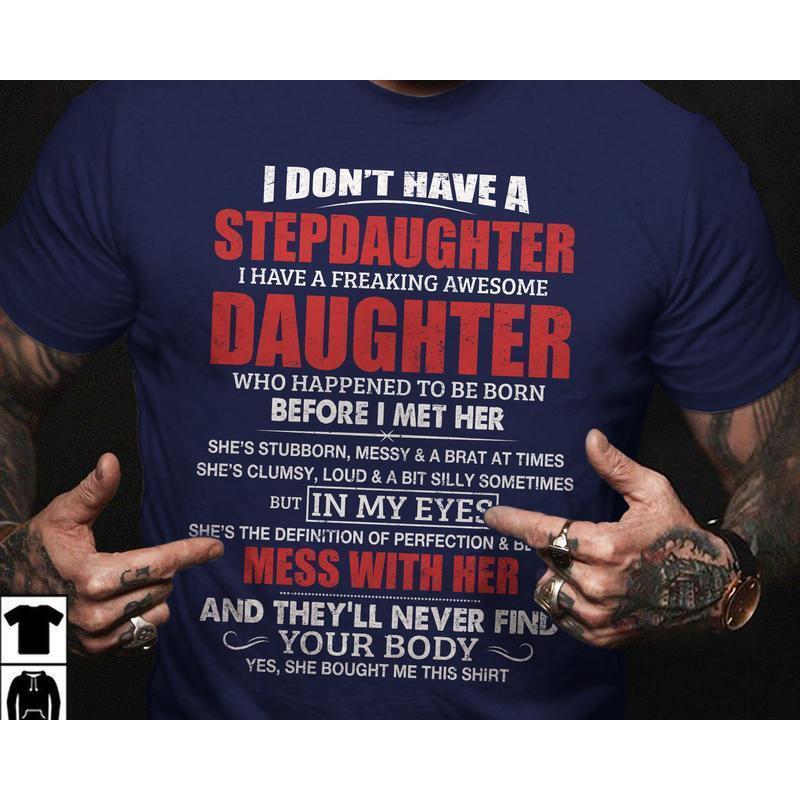 I DON'T HAVE A
STEPDAUGHTER
I HAVE A FREAKING AWESOME
DAUGHTER
WHO HAPPENED TO BE BORN
BEFORE I MET HER
SHE'S STUBBORN, MESSY & A BRAT AT TIMES
SHE'S CLUMSY, LOUD & A BIT SILLY SOMETIMES
BUT IN MY EYES
SHE'S THE DEFINITION OF PERFECTION &
MESS WITH HER
AND THEY'LL NEVER FIND
YOUR BODY
YES, SHE BOUGHT ME THIS SHIRT